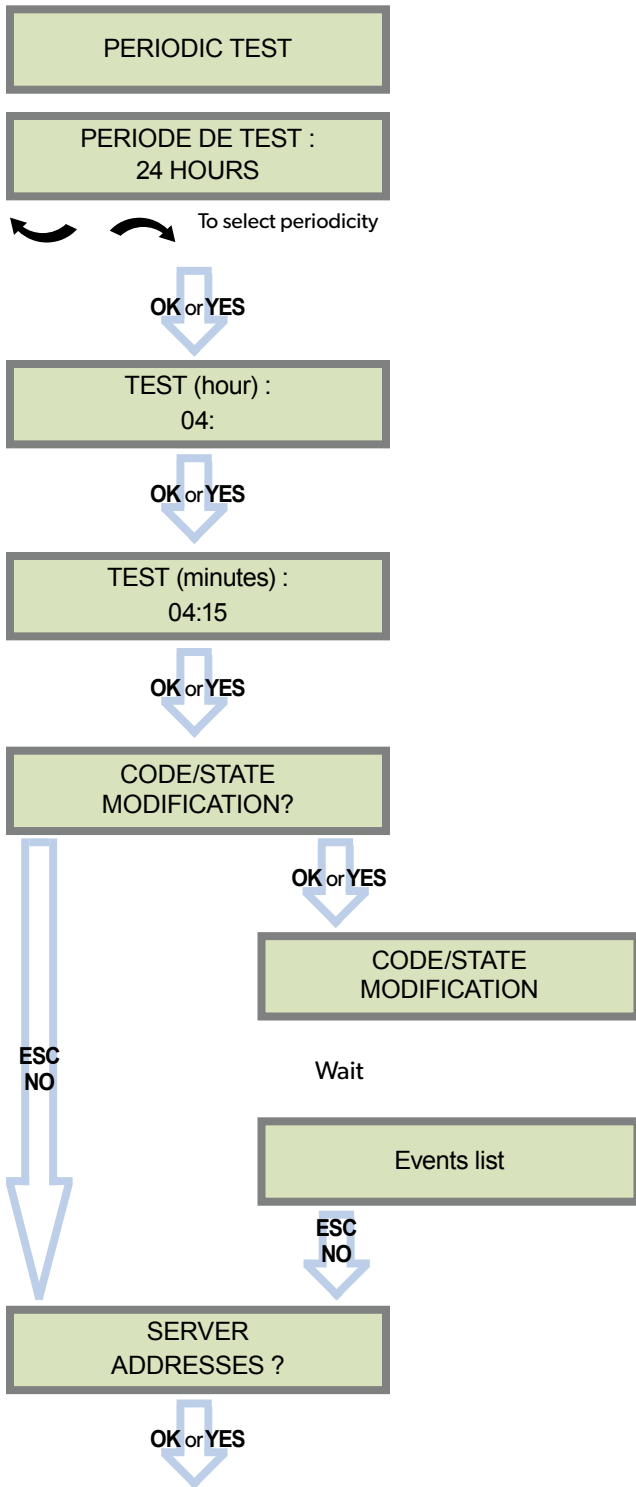 PERIODIC TEST
PERIODE DE TEST :
24 HOURS
To select periodicity
OK or YES
TEST (hour) :
04:
OK or YES
TEST (minutes) :
04:15
OK or YES
CODE/STATE
MODIFICATION?
OK or YES
CODE/STATE
MODIFICATION
ESC
NO
Wait
Events list
ESC
NO
SERVER
ADDRESSES ?
OK or YES